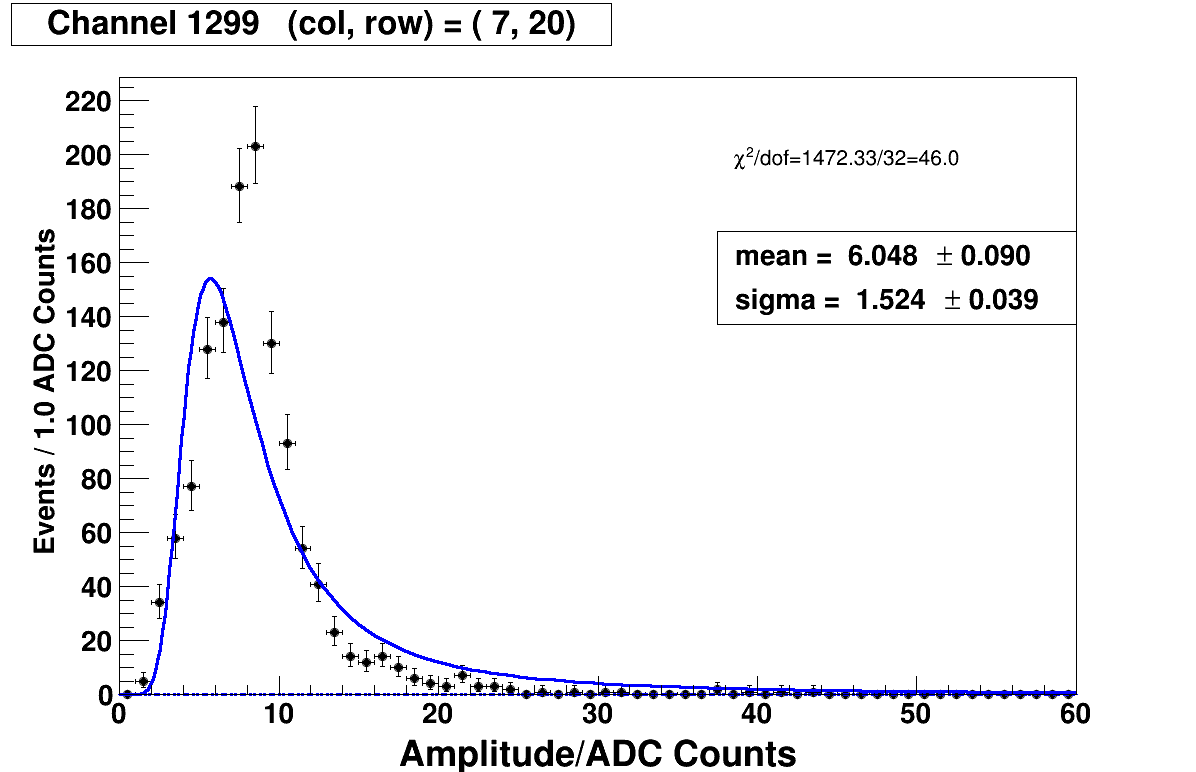 Channel 1299 (col, row) = ( 7, 20)
χ²/dof=1472.33/32=46.0
mean = 6.048 ± 0.090
sigma = 1.524 ± 0.039
Events / 1.0 ADC Counts
220
200
180
160
140
120
100
80
60
40
20
0
0 10 20 30 40 50 60
Amplitude/ADC Counts